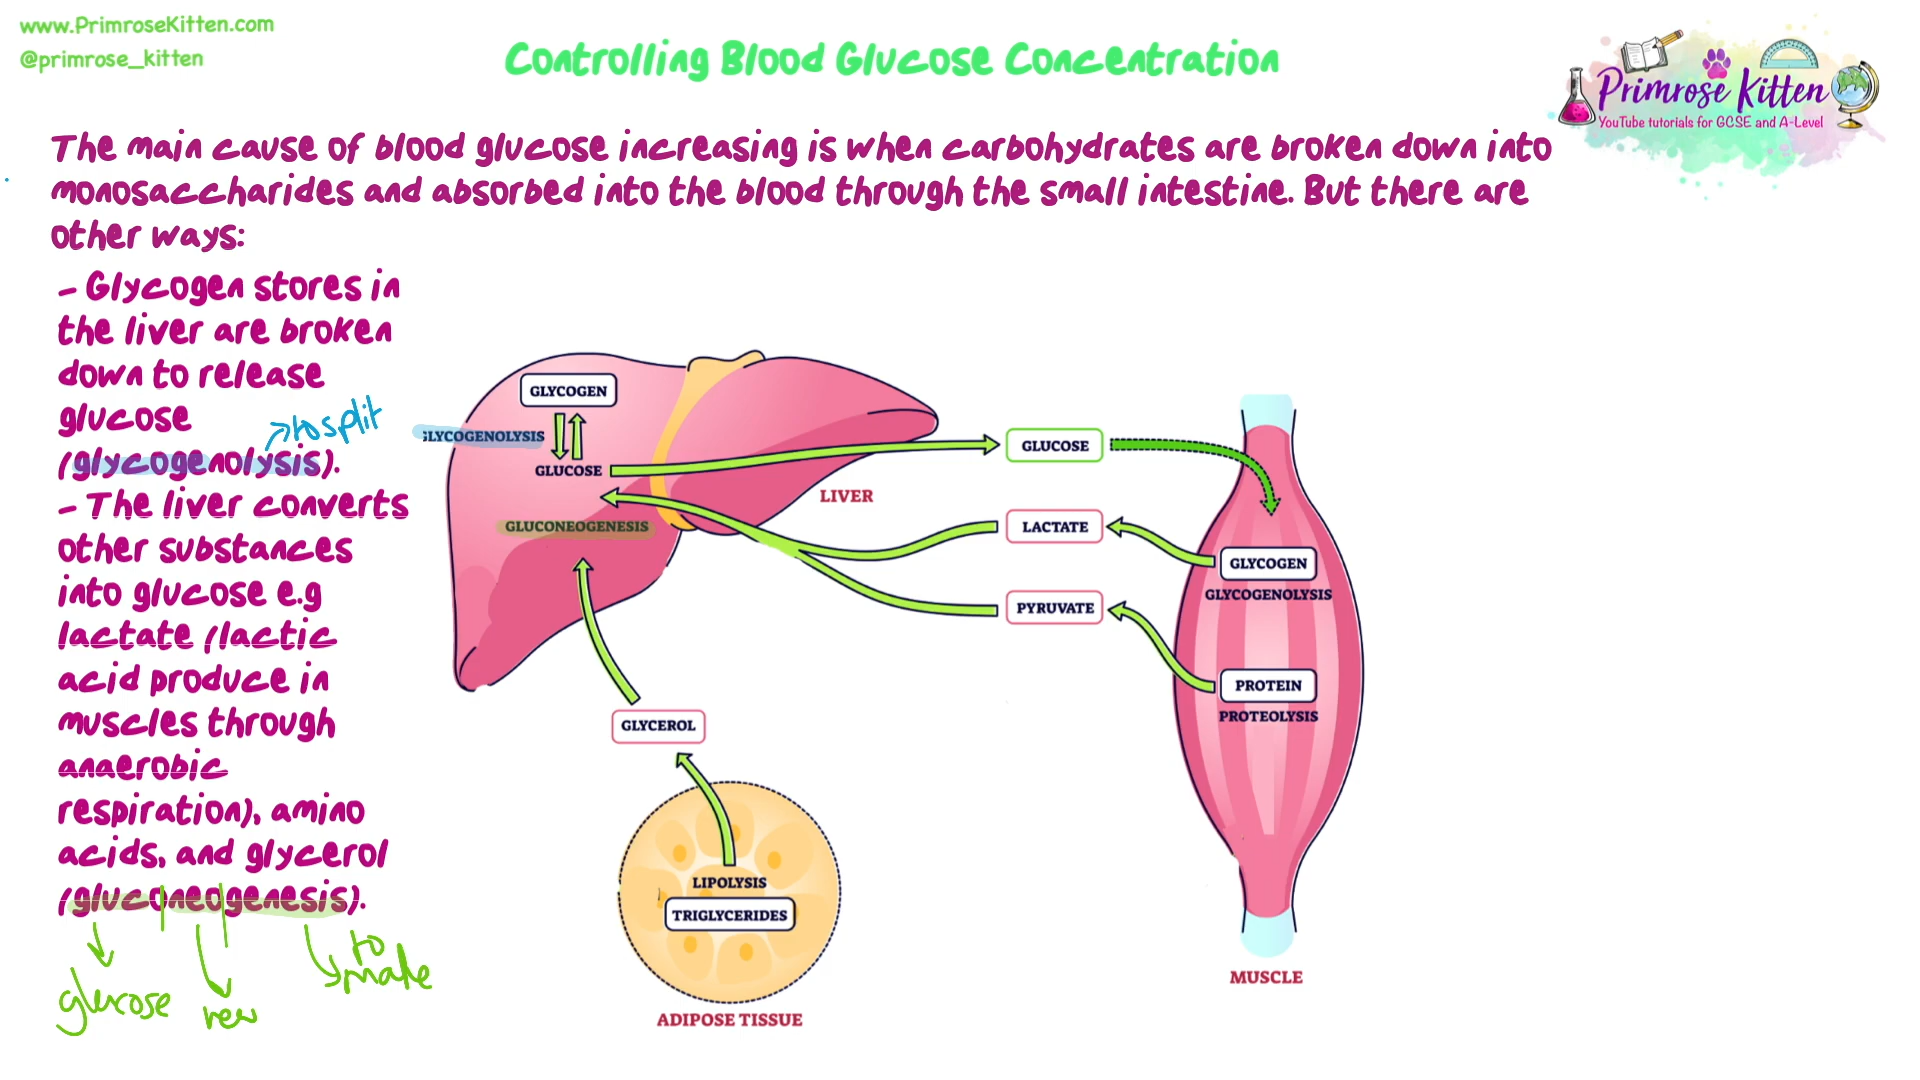 www.PrimroseKitten.com
@primrose_kitten
Controlling Blood Glucose Concentration
Primrose Kitten
YouTube tutorials for GCSE and A-Level
The main cause of blood glucose increasing is when carbohydrates are broken down into
monosaccharides and absorbed into the blood through the small intestine. But there are
other ways:
- Glycogen stores in
the liver are broken
down to release
glucose
(glycogenolysis).
to split
- The liver converts
other substances
into glucose e.g
lactate (lactic
acid produce in
muscles through
anaerobic
respiration), amino
acids, and glycerol
(gluconeogenesis).
glucose
new
to
make
GLYCOGEN
GLYCOGENOLYSIS
GLUCOSE
GLUCONEOGENESIS
LIVER
GLUCOSE
LACTATE
PYRUVATE
GLYCOGEN
GLYCOGENOLYSIS
PROTEIN
PROTEOLYSIS
MUSCLE
GLYCEROL
LIPOLYSIS
TRIGLYCERIDES
ADIPOSE TISSUE